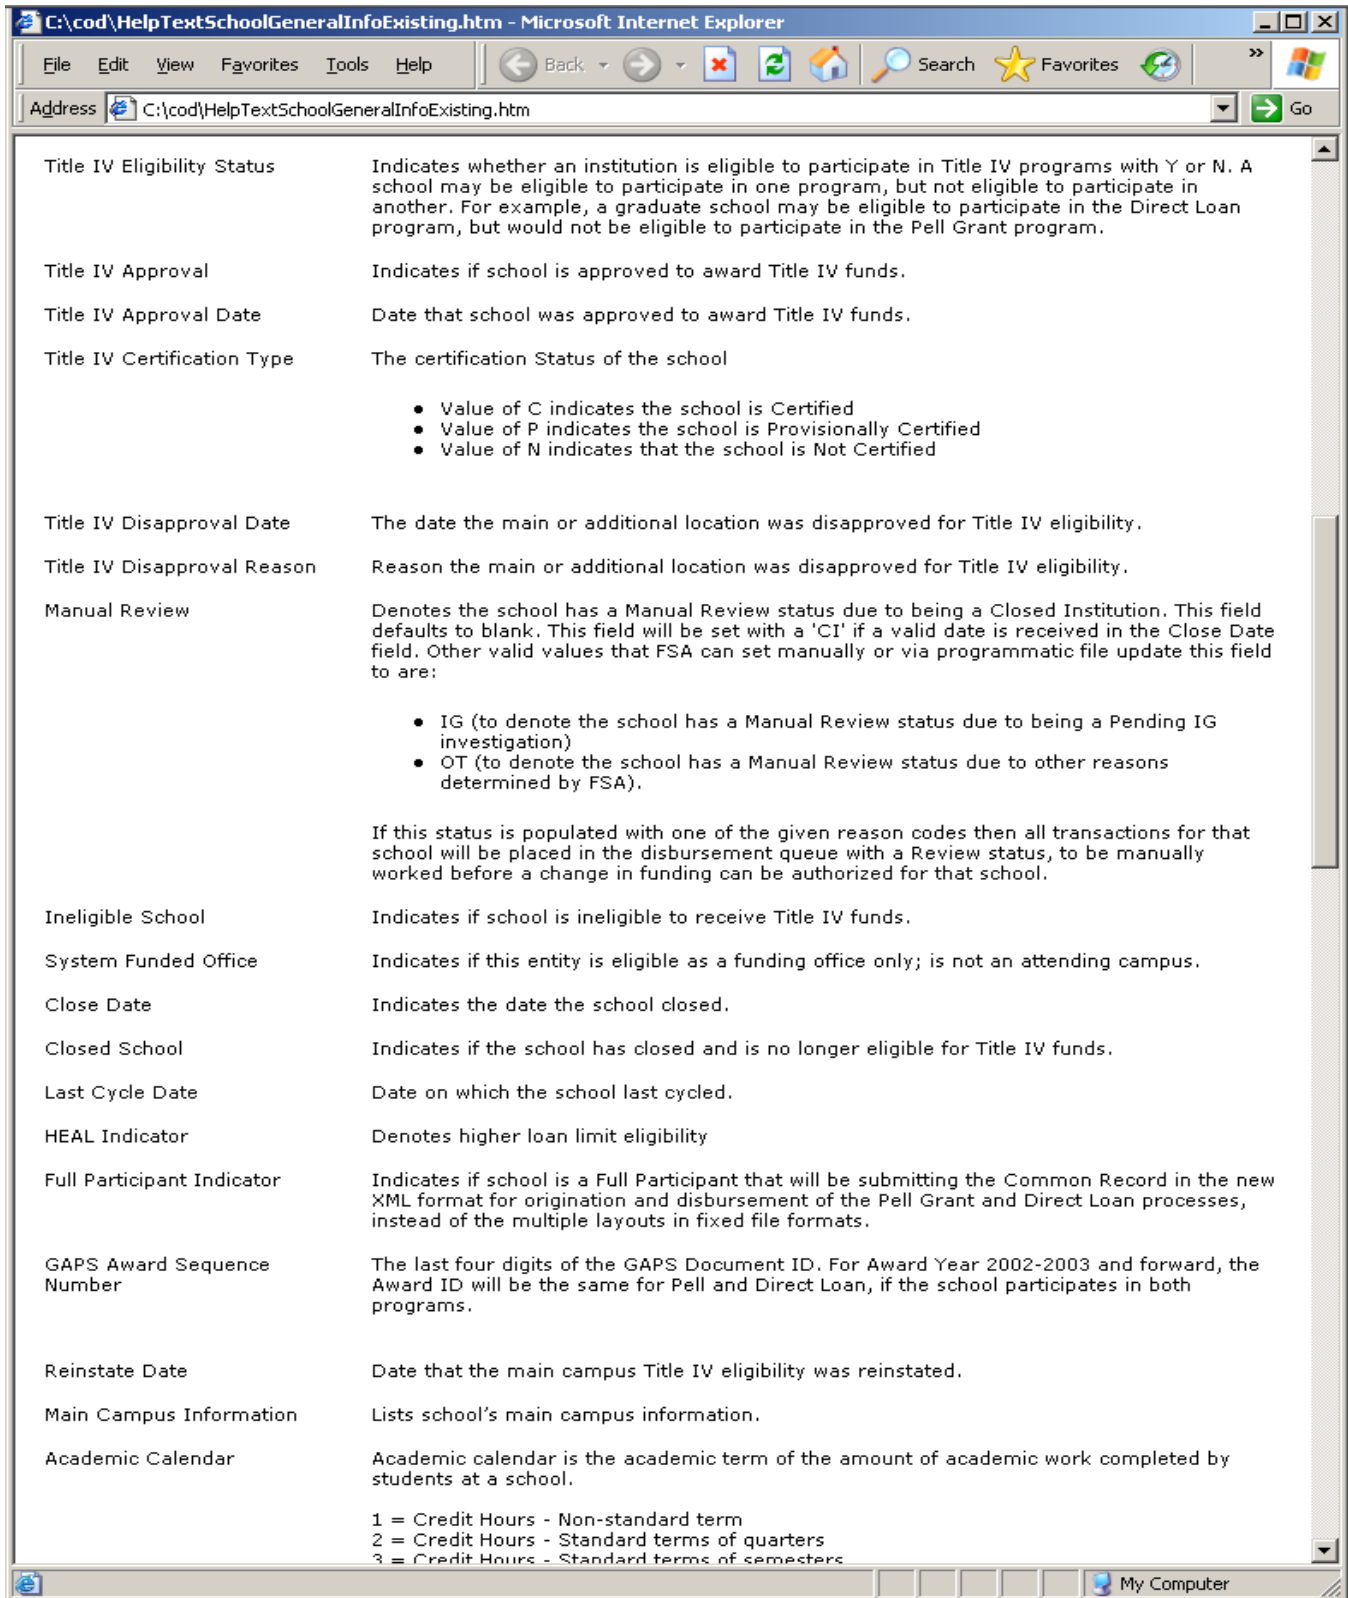 C:\cod\HelpTextSchoolGeneralInfoExisting.htm - Microsoft Internet Explorer
File Edit View Favorites Tools Help Back Search Favorites »
Address C:\cod\HelpTextSchoolGeneralInfoExisting.htm Go
Title IV Eligibility Status Indicates whether an institution is eligible to participate in Title IV programs with Y or N. A
school may be eligible to participate in one program, but not eligible to participate in
another. For example, a graduate school may be eligible to participate in the Direct Loan
program, but would not be eligible to participate in the Pell Grant program.
Title IV Approval Indicates if school is approved to award Title IV funds.
Title IV Approval Date Date that school was approved to award Title IV funds.
Title IV Certification Type The certification Status of the school
● Value of C indicates the school is Certified
● Value of P indicates the school is Provisionally Certified
● Value of N indicates that the school is Not Certified
Title IV Disapproval Date The date the main or additional location was disapproved for Title IV eligibility.
Title IV Disapproval Reason Reason the main or additional location was disapproved for Title IV eligibility.
Manual Review Denotes the school has a Manual Review status due to being a Closed Institution. This field
defaults to blank. This field will be set with a 'CI' if a valid date is received in the Close Date
field. Other valid values that FSA can set manually or via programmatic file update this field
to are:
● IG (to denote the school has a Manual Review status due to being a Pending IG
investigation)
● OT (to denote the school has a Manual Review status due to other reasons
determined by FSA).
If this status is populated with one of the given reason codes then all transactions for that
school will be placed in the disbursement queue with a Review status, to be manually
worked before a change in funding can be authorized for that school.
Ineligible School Indicates if school is ineligible to receive Title IV funds.
System Funded Office Indicates if this entity is eligible as a funding office only; is not an attending campus.
Close Date Indicates the date the school closed.
Closed School Indicates if the school has closed and is no longer eligible for Title IV funds.
Last Cycle Date Date on which the school last cycled.
HEAL Indicator Denotes higher loan limit eligibility
Full Participant Indicator Indicates if school is a Full Participant that will be submitting the Common Record in the new
XML format for origination and disbursement of the Pell Grant and Direct Loan processes,
instead of the multiple layouts in fixed file formats.
GAPS Award Sequence The last four digits of the GAPS Document ID. For Award Year 2002-2003 and forward, the
Number Award ID will be the same for Pell and Direct Loan, if the school participates in both
programs.
Reinstate Date Date that the main campus Title IV eligibility was reinstated.
Main Campus Information Lists school's main campus information.
Academic Calendar Academic calendar is the academic term of the amount of academic work completed by
students at a school.
1 = Credit Hours - Non-standard term
2 = Credit Hours - Standard terms of quarters
3 = Credit Hours - Standard terms of semesters
My Computer